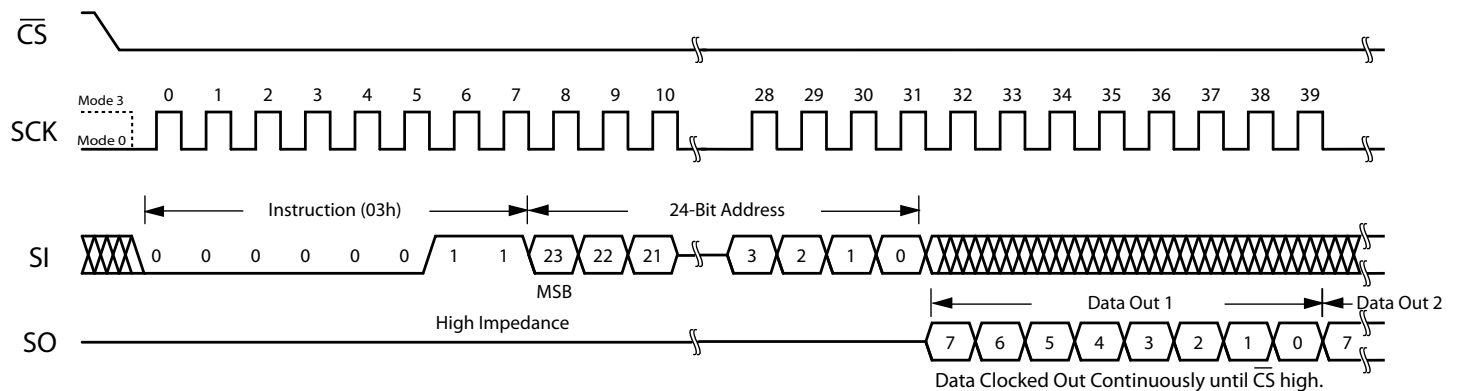 CS
Mode 3
0 1 2 3 4 5 6 7 8 9 10 28 29 30 31 32 33 34 35 36 37 38 39
SCK
Mode 0
Instruction (03h) 24-Bit Address
SI 0 0 0 0 0 0 1 1 23 22 21 3 2 1 0
MSB
Data Out 1 Data Out 2
High Impedance
SO 7 6 5 4 3 2 1 0 7
Data Clocked Out Continuously until CS high.